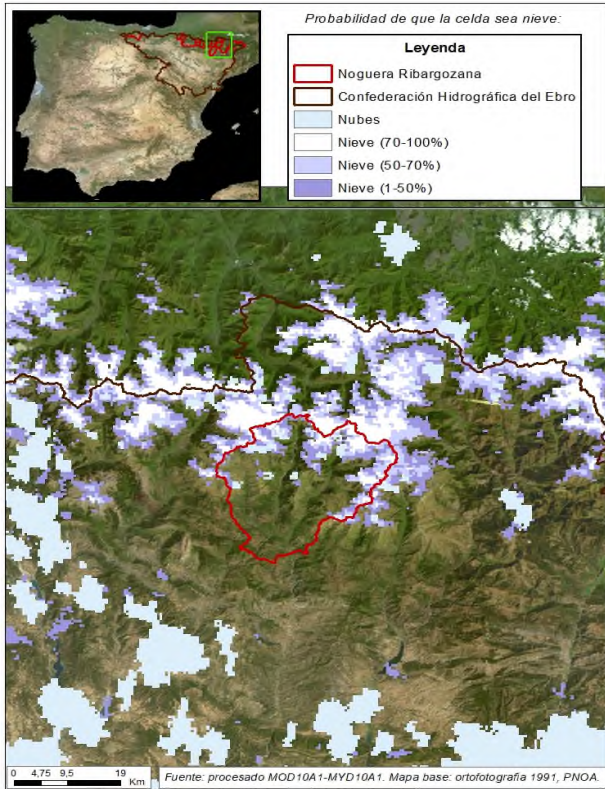 Probabilidad de que la celda sea nieve:
Leyenda
Noguera Ribargozana
Confederación Hidrográfica del Ebro
Nubes
Nieve (70-100%)
Nieve (50-70%)
Nieve (1-50%)
0 4,75 9,5 19
Km
Fuente: procesado MOD10A1-MYD10A1. Mapa base: ortofotografía 1991, PNOA.